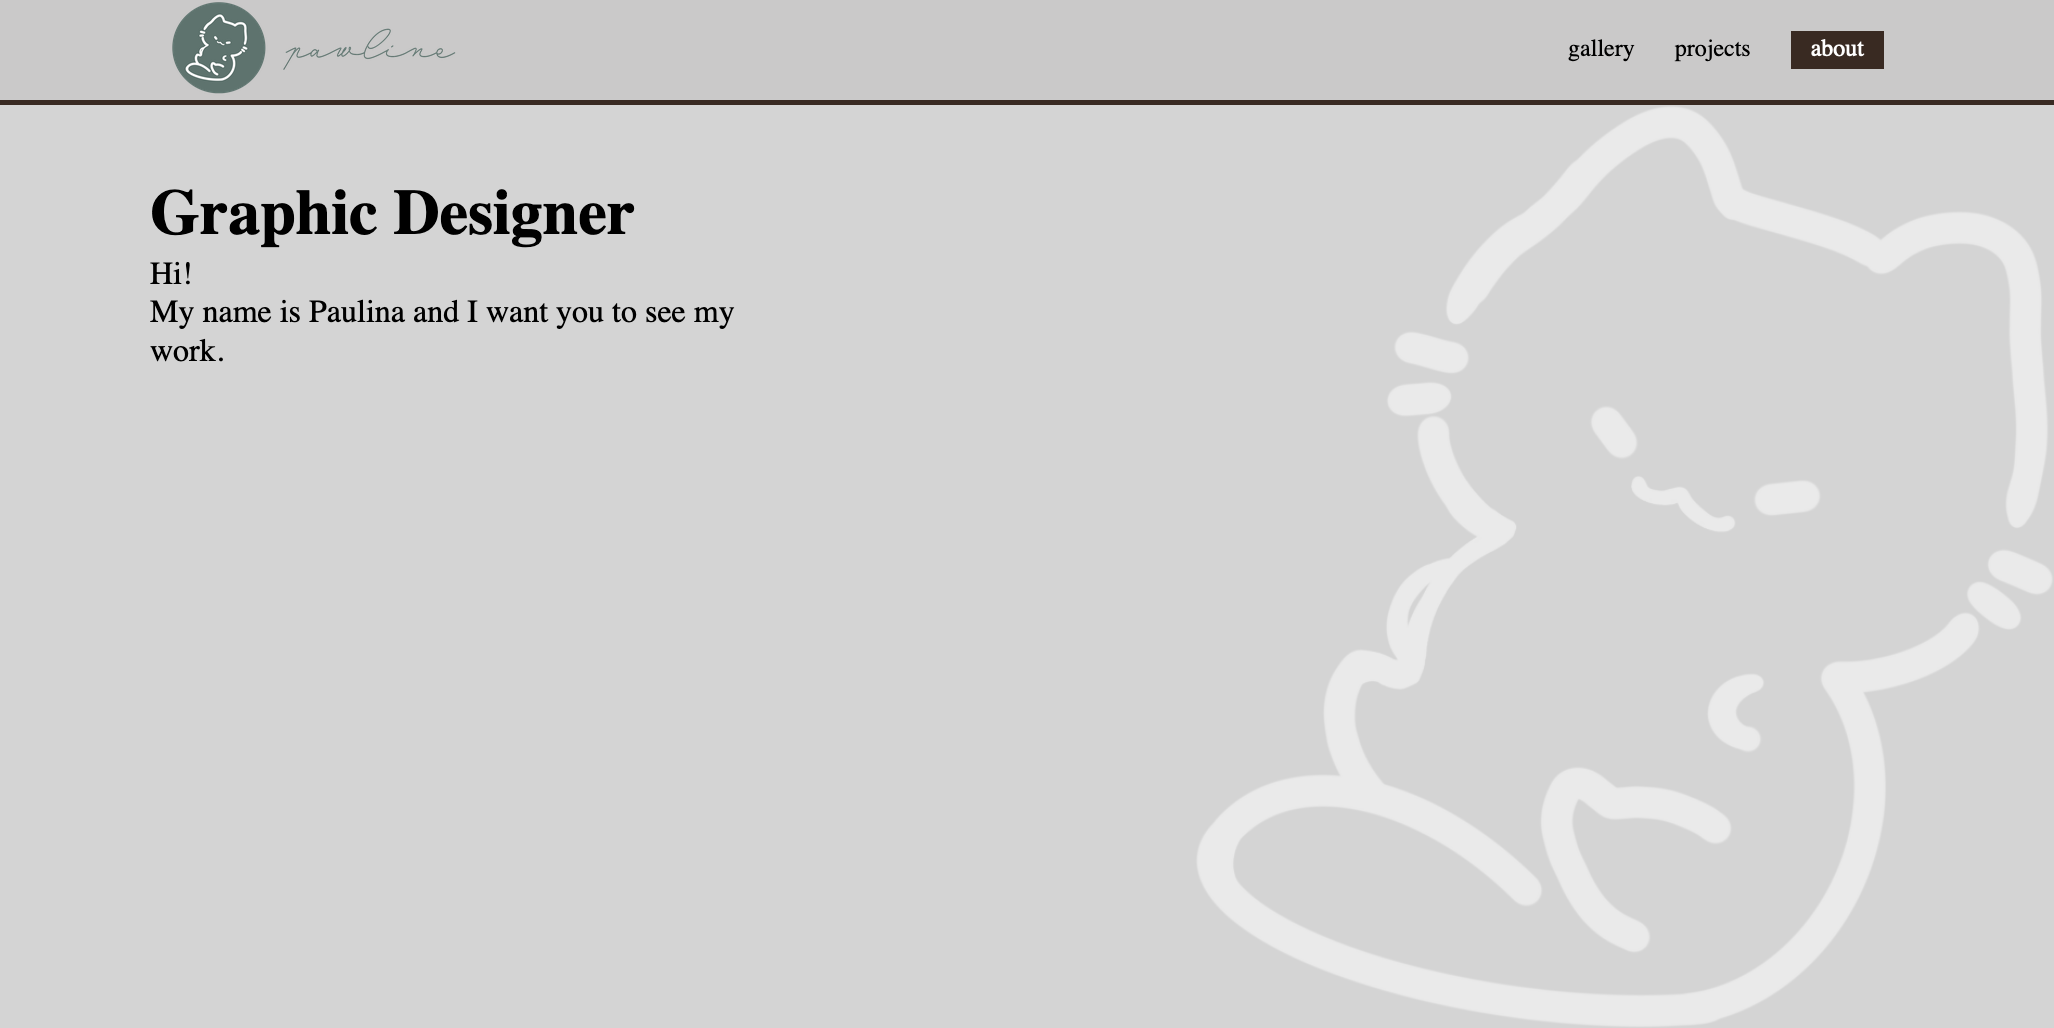 pawline
gallery
projects
about
Graphic Designer
Hi!
My name is Paulina and I want you to see my
work.